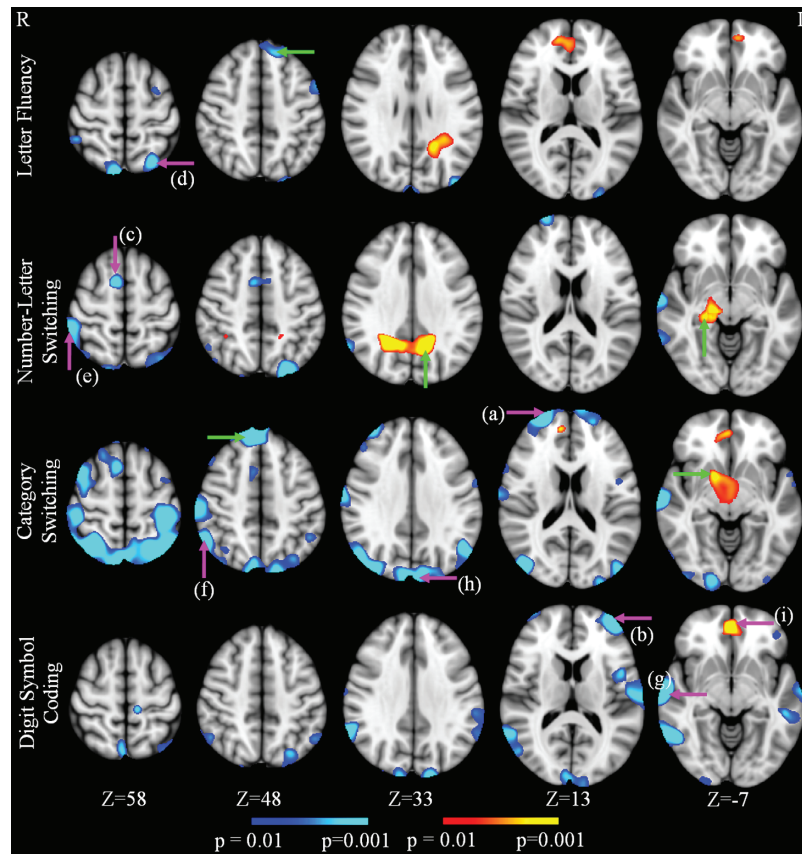 R
Letter Fluency
(d)
(c)
Number-Letter
Switching
(e)
(a)
Category
Switching
(f)
(h)
(i)
(b)
(g)
Digit Symbol
Coding
Z=58 Z=48 Z=33 Z=13 Z=-7
p = 0.01 p=0.001 p = 0.01 p=0.001